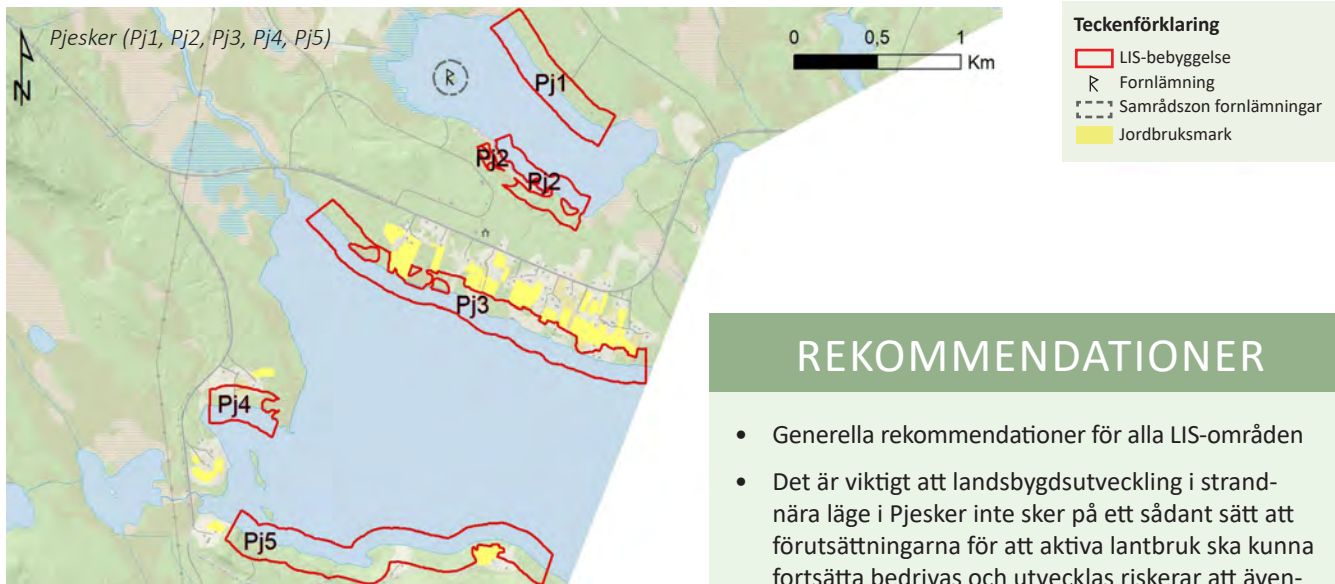 Pjesker (Pj1, Pj2, Pj3, Pj4, Pj5)
N
0 0,5 1
Km
R
Pj1
Pj2
Pj2
Pj3
Pj4
Pj5
Teckenförklaring
LIS-bebyggelse
R Fornlämning
Samrådszon fornlämningar
Jordbruksmark
REKOMMENDATIONER
• Generella rekommendationer för alla LIS-områden
• Det är viktigt att landsbygdsutveckling i strand-
nära läge i Pjesker inte sker på ett sådant sätt att
förutsättningarna för att aktiva lantbruk ska kunna
fortsätta bedrivas och utvecklas riskerar att även-